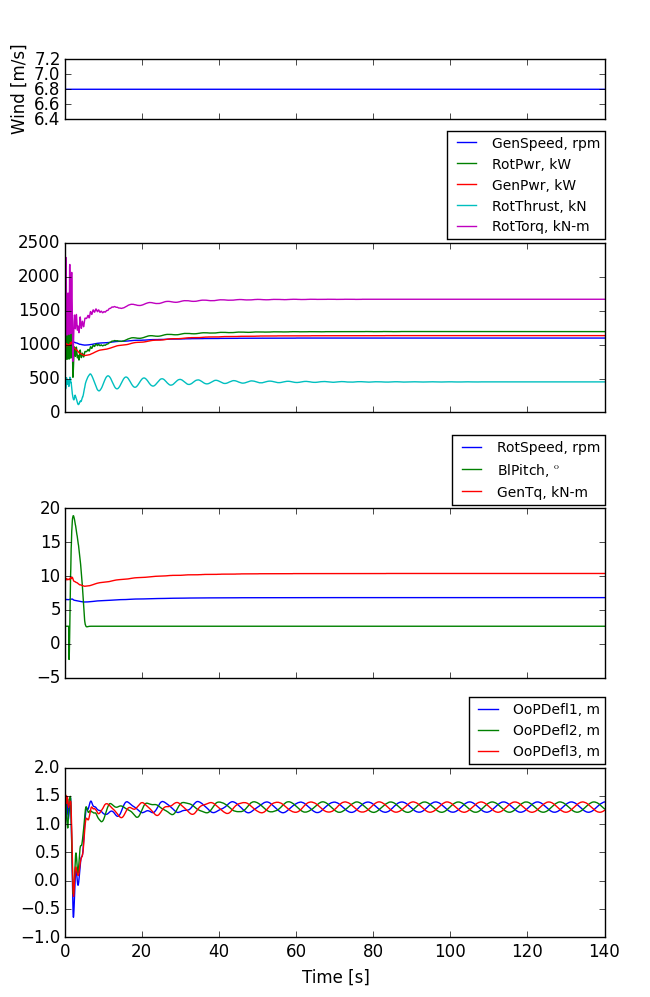 Wind [m/s]
7.2
7.0
6.8
6.6
6.4
GenSpeed, rpm
RotPwr, kW
GenPwr, kW
RotThrust, kN
RotTorq, kN-m
2500
2000
1500
1000
500
0
RotSpeed, rpm
BlPitch, °
GenTq, kN-m
20
15
10
5
0
−5
OoPDefl1, m
OoPDefl2, m
OoPDefl3, m
2.0
1.5
1.0
0.5
0.0
−0.5
−1.0
0 20 40 60 80 100 120 140
Time [s]